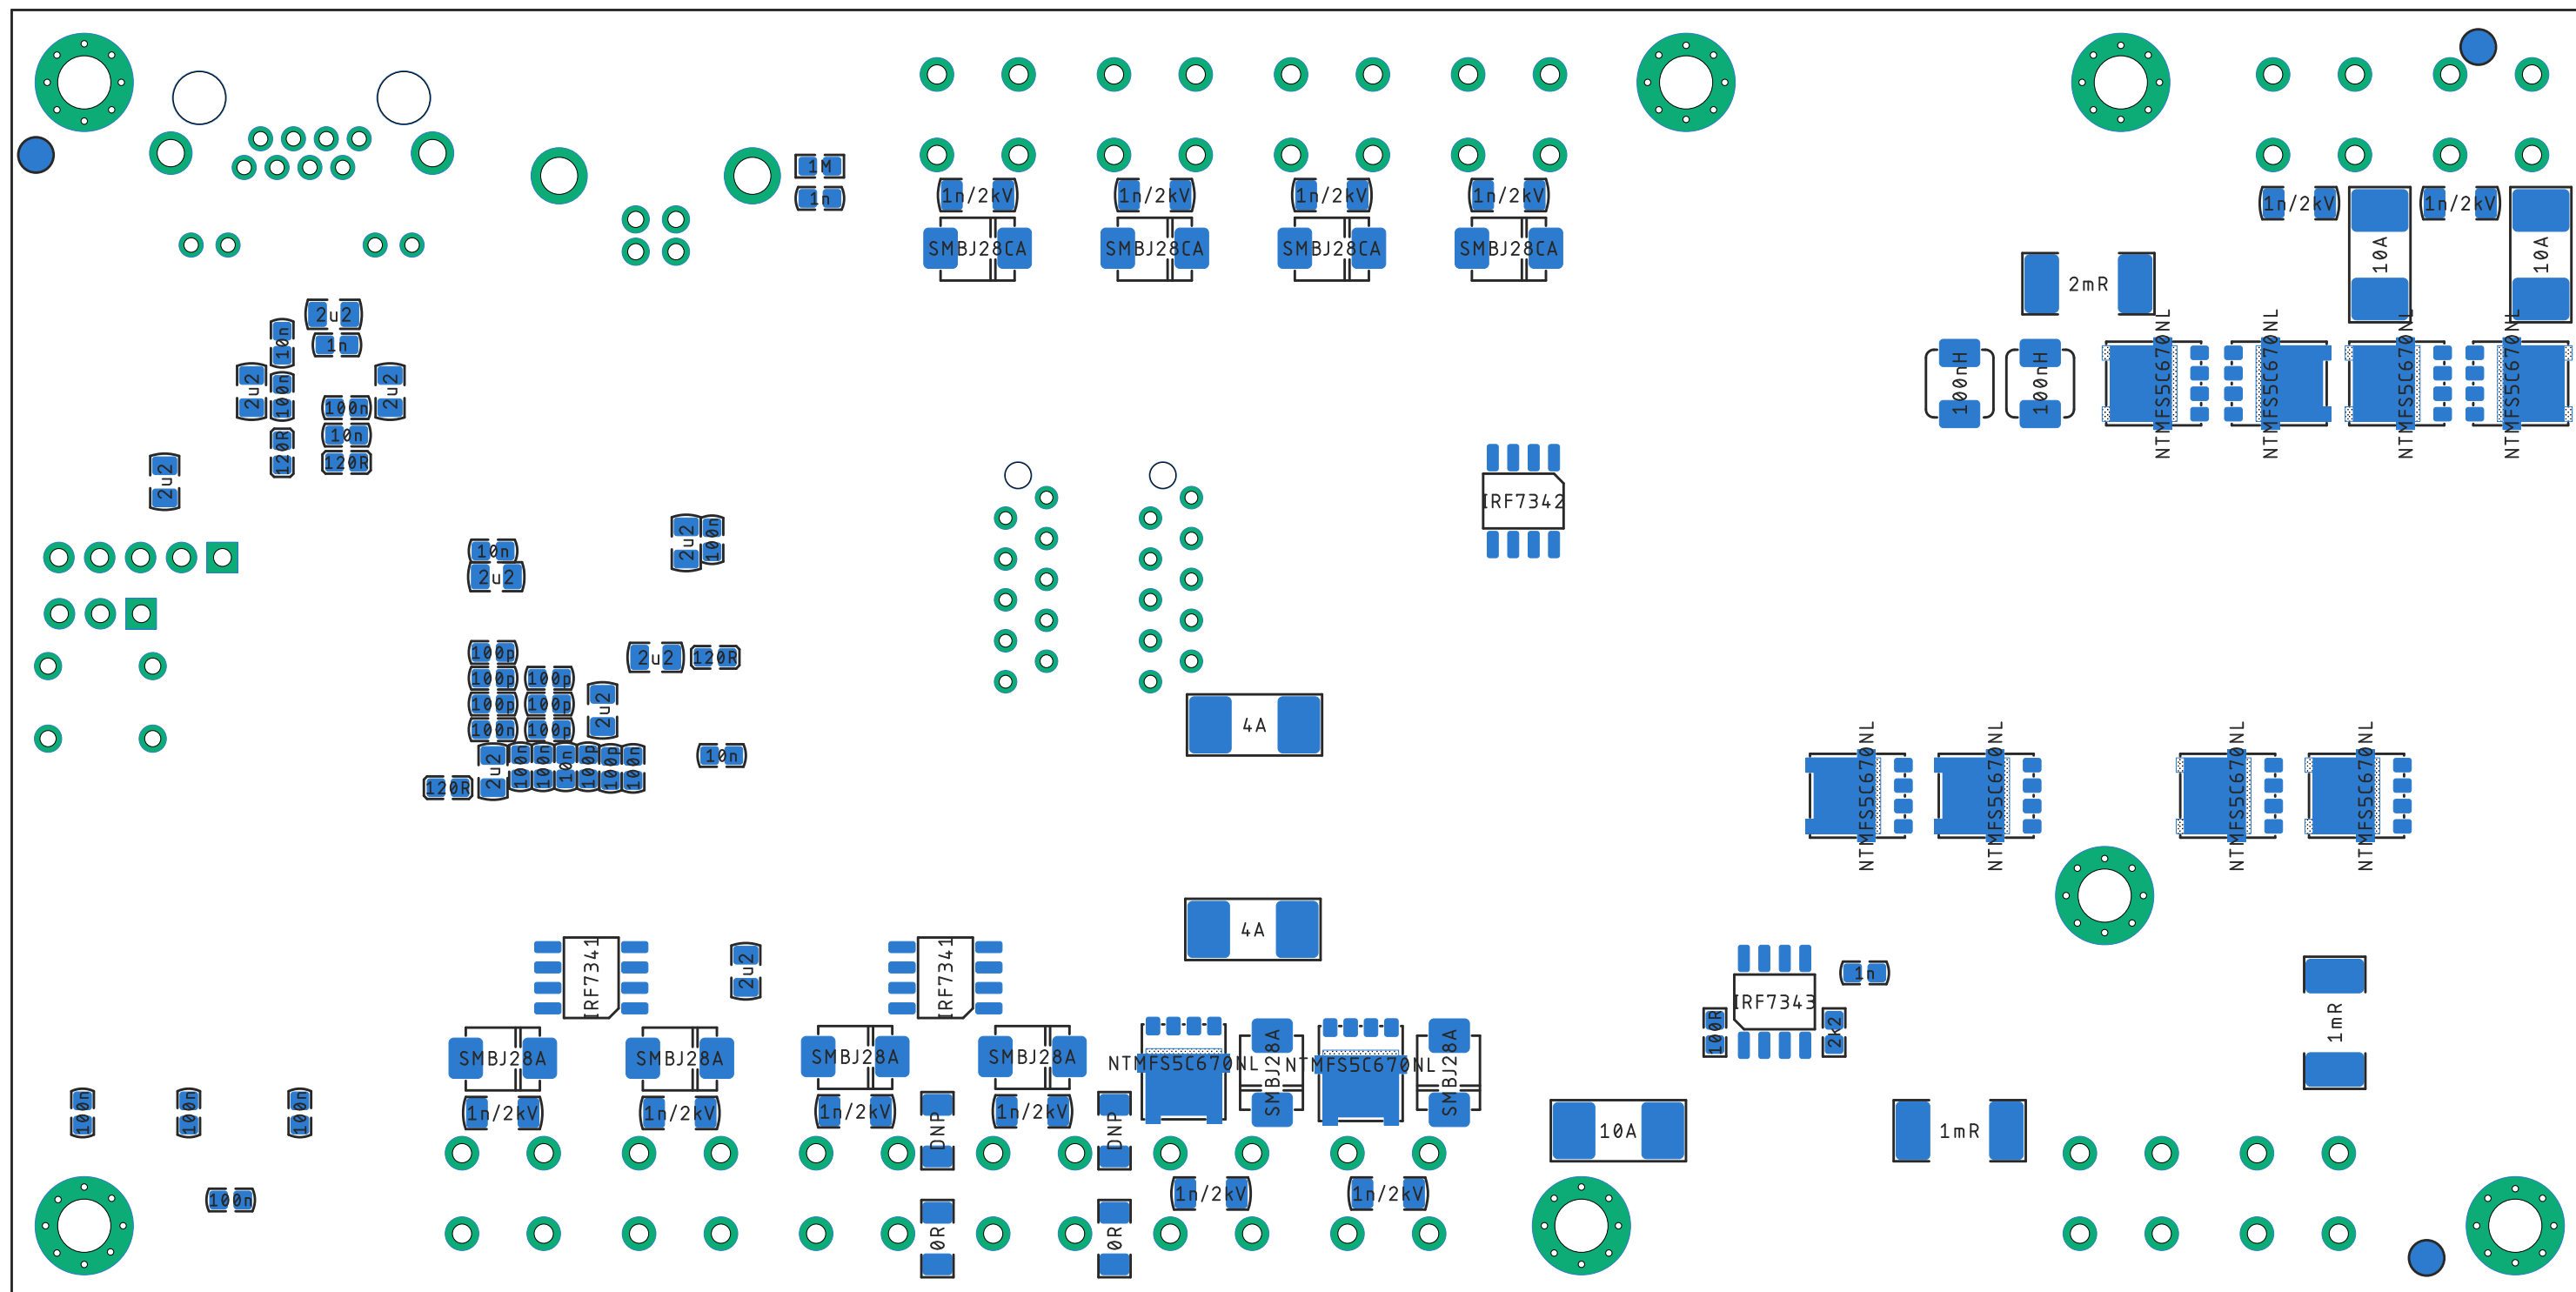 1M
1n
1n/2kV
1n/2kV
1n/2kV
1n/2kV
1n/2kV
1n/2kV
SMBJ28CA
SMBJ28CA
SMBJ28CA
SMBJ28CA
10A
10A
2mR
2u2
1n
10n
2u2
100n
2u2
100n
10n
120R
120R
100nH
100nH
NTMFS5C670NL
NTMFS5C670NL
NTMFS5C670NL
NTMFS5C670NL
2u2
IRF7342
10n
2u2
2u2
100n
100p
2u2
120R
100p
100p
100p
100p
2u2
100n
100p
4A
10n
120R
2u2
100n
100n
10n
100p
100p
100n
NTMFS5C670NL
NTMFS5C670NL
NTMFS5C670NL
NTMFS5C670NL
4A
IRF7341
2u2
IRF7341
1n
IRF7343
100R
2k2
1mR
SMBJ28A
SMBJ28A
SMBJ28A
SMBJ28A
NTMFS5C670NL
SMBJ28A
NTMFS5C670NL
SMBJ28A
100n
100n
100n
1n/2kV
1n/2kV
1n/2kV
DNP
1n/2kV
DNP
10A
1mR
100n
1n/2kV
1n/2kV
0R
0R